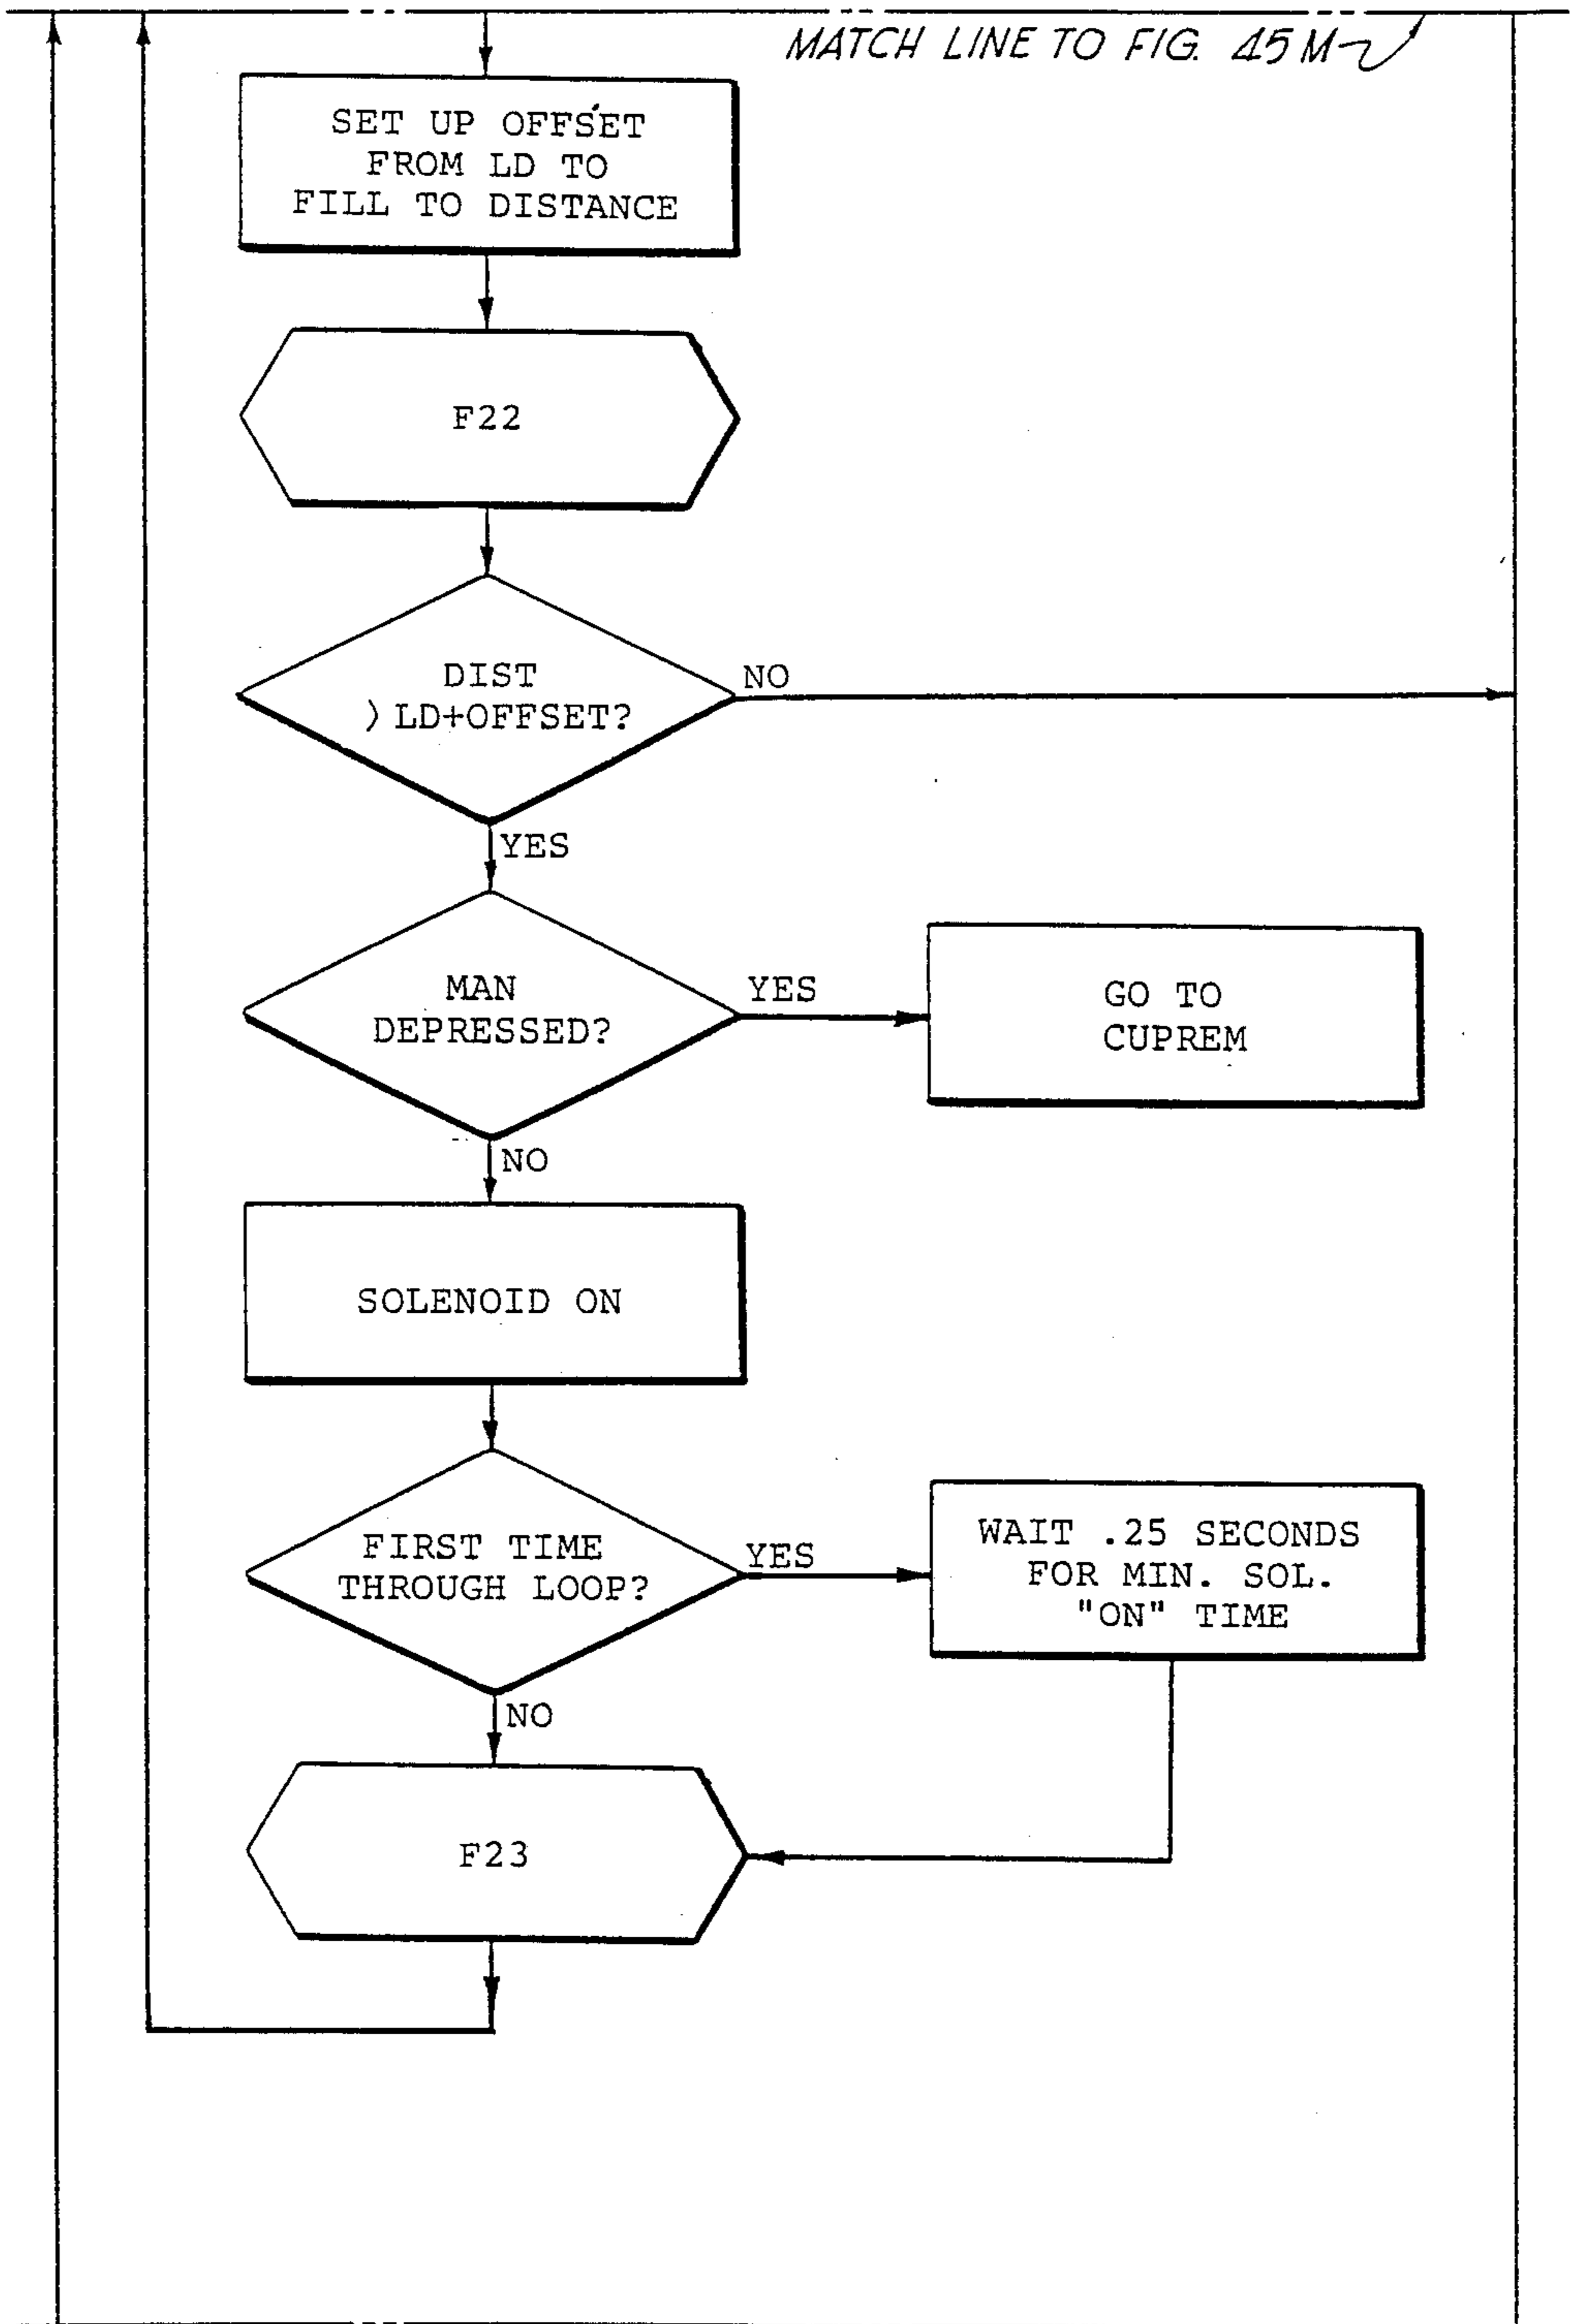 MATCH LINE TO FIG. 45M
SET UP OFFSET
FROM LD TO
FILL TO DISTANCE
F22
DIST
NO
⟩ LD+OFFSET?
YES
MAN
DEPRESSED?
YES
GO TO
CUPREM
NO
SOLENOID ON
FIRST TIME
THROUGH LOOP?
YES
WAIT .25 SECONDS
FOR MIN. SOL.
"ON" TIME
NO
F23